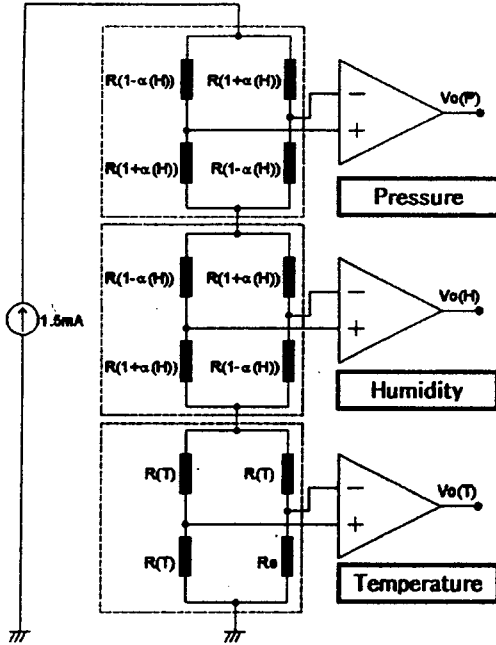 R(1-α(H)) R(1+α(H))
Vo(P)
R(1+α(H)) R(1-α(H))
Pressure
R(1-α(H)) R(1+α(H))
Vo(H)
1.5mA
R(1+α(H)) R(1-α(H))
Humidity
R(T) R(T)
Vo(T)
R(T) Rs
Temperature